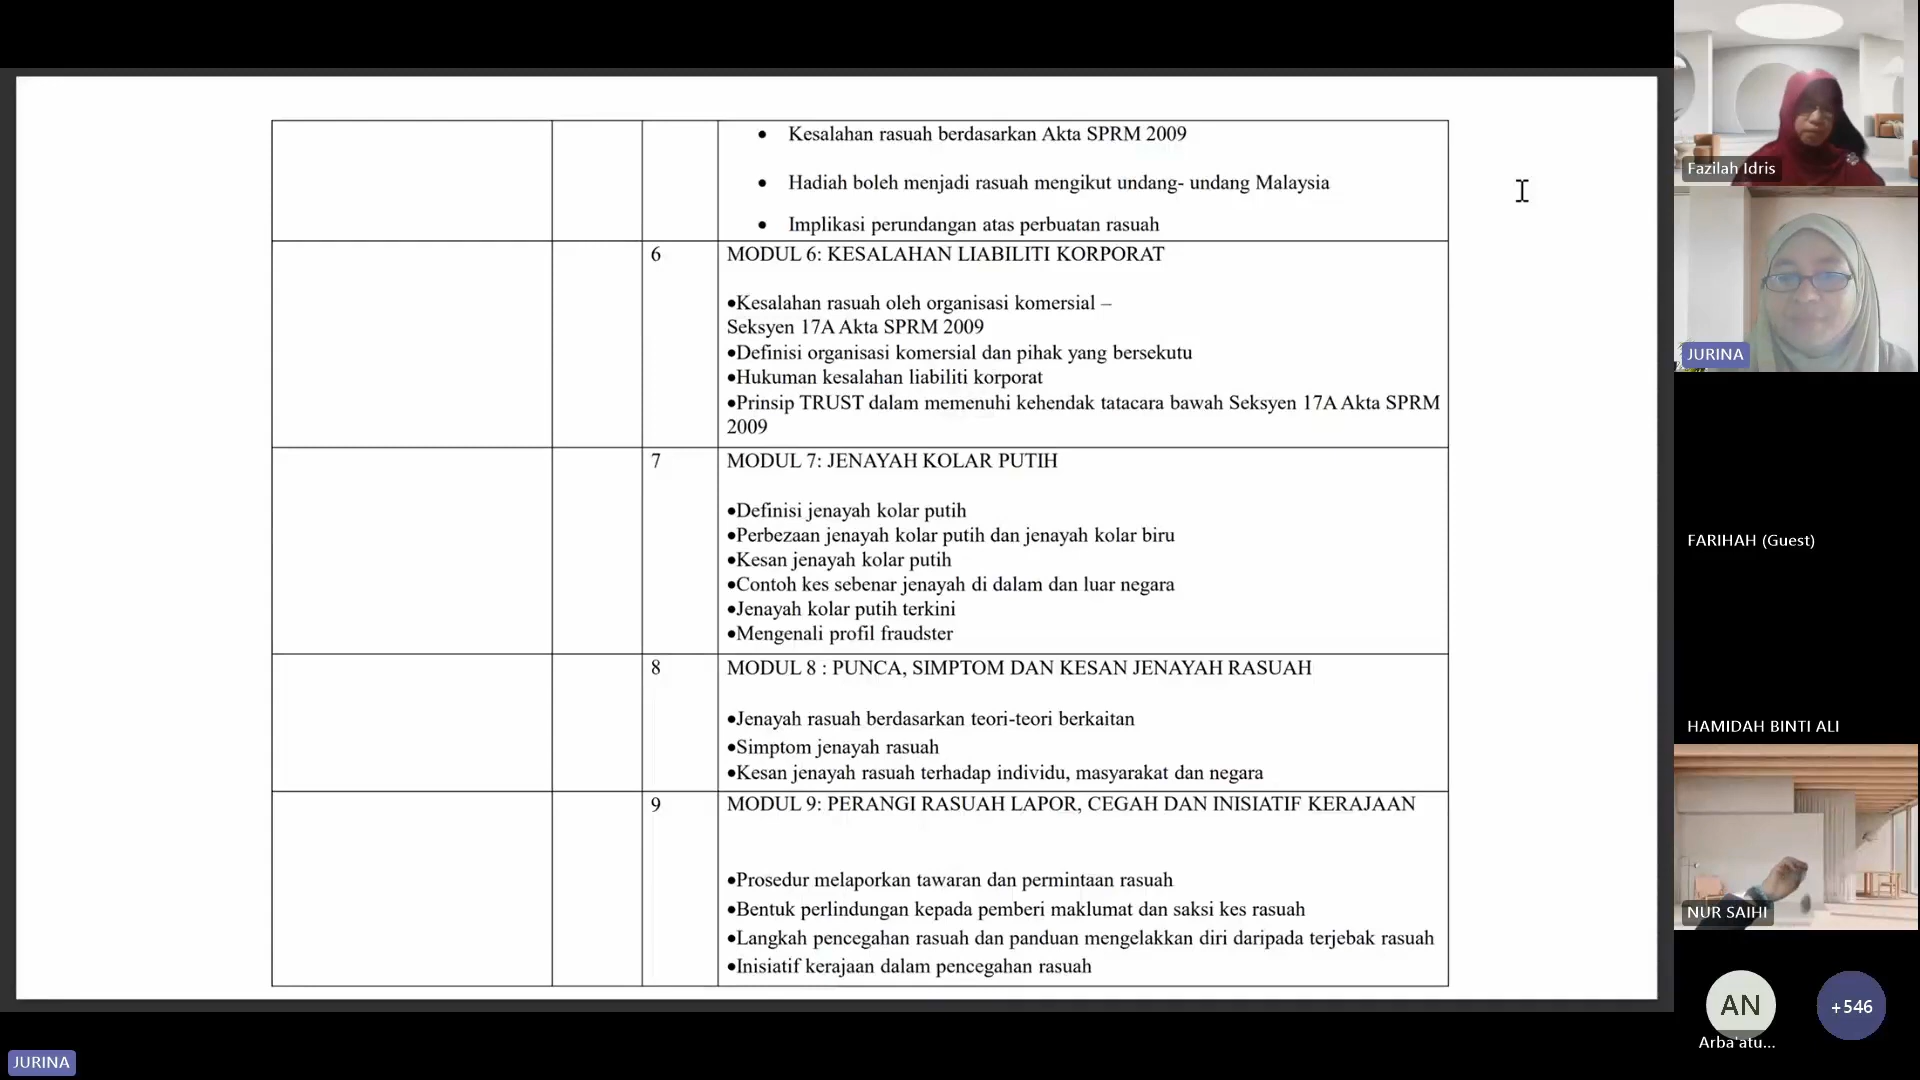 • Kesalahan rasuah berdasarkan Akta SPRM 2009
• Hadiah boleh menjadi rasuah mengikut undang- undang Malaysia
• Implikasi perundangan atas perbuatan rasuah
6 MODUL 6: KESALAHAN LIABILITI KORPORAT
•Kesalahan rasuah oleh organisasi komersial –
Seksyen 17A Akta SPRM 2009
•Definisi organisasi komersial dan pihak yang bersekutu
•Hukuman kesalahan liabiliti korporat
•Prinsip TRUST dalam memenuhi kehendak tatacara bawah Seksyen 17A Akta SPRM
2009
7 MODUL 7: JENAYAH KOLAR PUTIH
•Definisi jenayah kolar putih
•Perbezaan jenayah kolar putih dan jenayah kolar biru
•Kesan jenayah kolar putih
•Contoh kes sebenar jenayah di dalam dan luar negara
•Jenayah kolar putih terkini
•Mengenali profil fraudster
8 MODUL 8 : PUNCA, SIMPTOM DAN KESAN JENAYAH RASUAH
•Jenayah rasuah berdasarkan teori-teori berkaitan
•Simptom jenayah rasuah
•Kesan jenayah rasuah terhadap individu, masyarakat dan negara
9 MODUL 9: PERANGI RASUAH LAPOR, CEGAH DAN INISIATIF KERAJAAN
•Prosedur melaporkan tawaran dan permintaan rasuah
•Bentuk perlindungan kepada pemberi maklumat dan saksi kes rasuah
•Langkah pencegahan rasuah dan panduan mengelakkan diri daripada terjebak rasuah
•Inisiatif kerajaan dalam pencegahan rasuah
Fazilah Idris
JURINA
FARIHAH (Guest)
HAMIDAH BINTI ALI
NUR SAIHI
AN
+546
Arba'atu...
JURINA